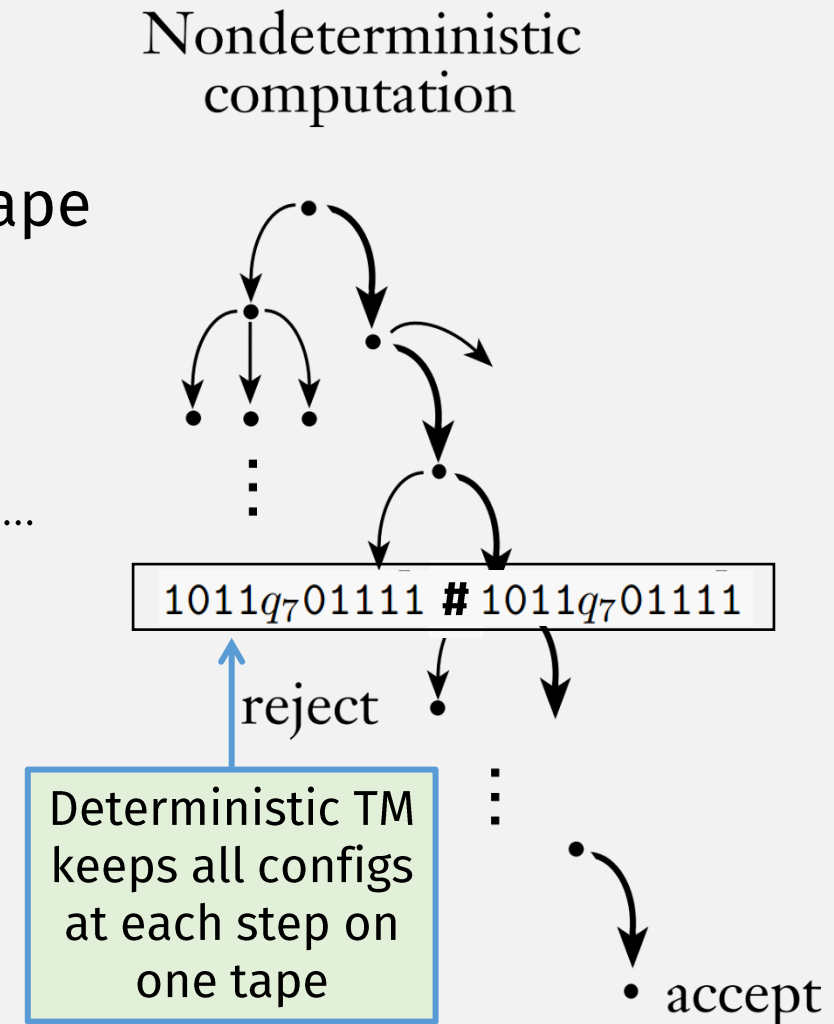 Nondeterministic
computation
ape
...
1011q₇01111 # 1011q₇01111
reject
Deterministic TM
keeps all configs
at each step on
one tape
accept